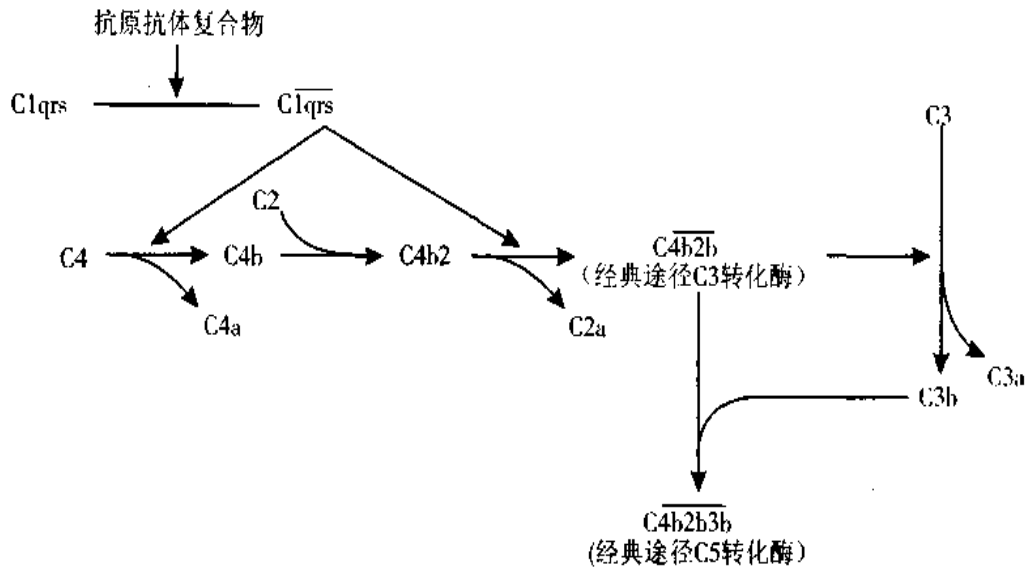 抗原抗体复合物
C1qrs
C1qrs
C3
C2
C4
C4b
C4b2
C4b2b
(经典途径C3转化酶)
C4a
C2a
C3a
C3b
C4b2b3b
(经典途径C5转化酶)